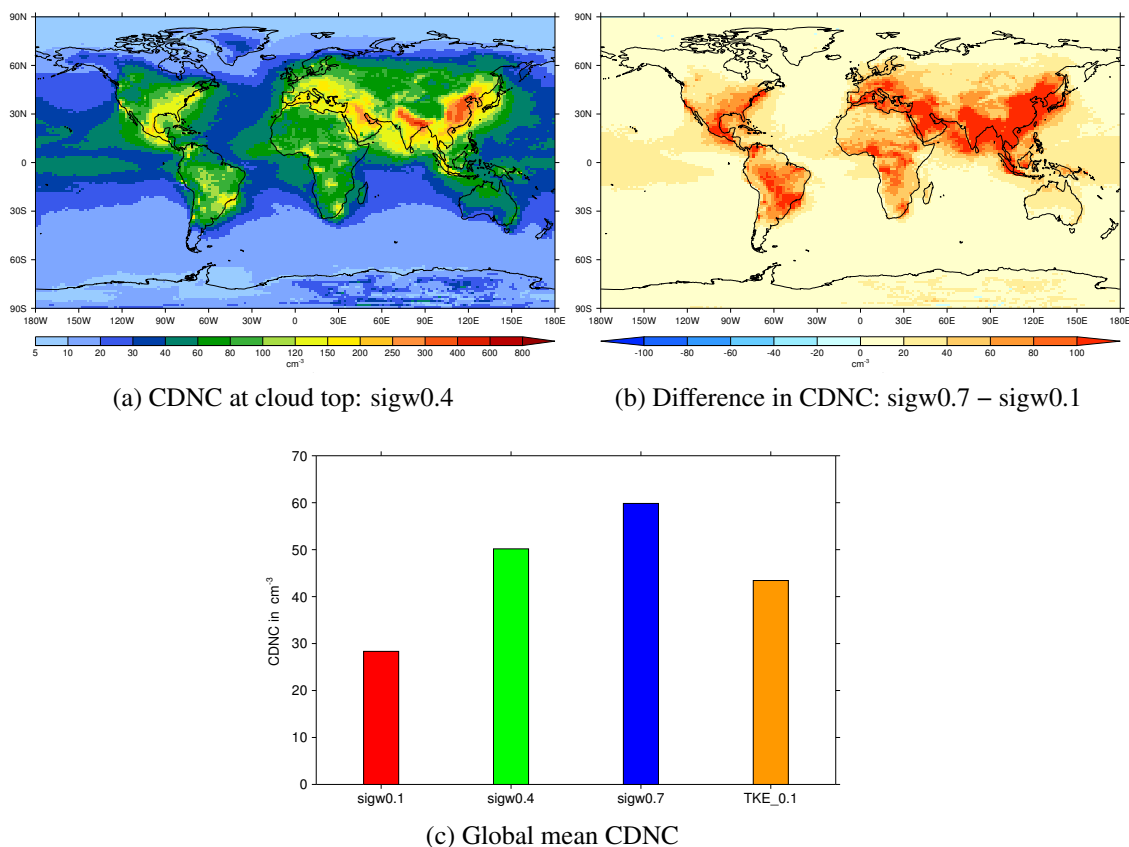 90N 90N
60N 60N
30N 30N
0 0
30S 30S
60S 60S
90S 90S
180W 150W 120W 90W 60W 30W 0 30E 60E 90E 120E 150E 180E 180W 150W 120W 90W 60W 30W 0 30E 60E 90E 120E 150E 180E
5 10 20 30 40 60 80 100 120 150 200 250 300 400 600 800 -100 -80 -60 -40 -20 0 20 40 60 80 100
cm-3 cm-3
(a) CDNC at cloud top: sigw0.4 (b) Difference in CDNC: sigw0.7 − sigw0.1
70
60
50
40
30
20
10
0
CDNC in cm-3
sigw0.1 sigw0.4 sigw0.7 TKE_0.1
(c) Global mean CDNC